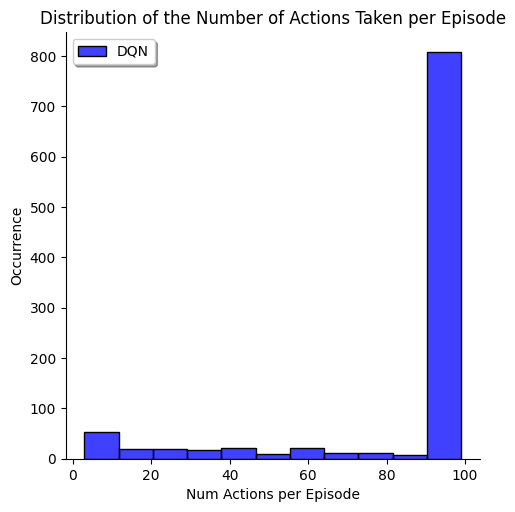 Distribution of the Number of Actions Taken per Episode
DQN
800
700
600
500
400
300
200
100
0
Occurrence
0 20 40 60 80 100
Num Actions per Episode